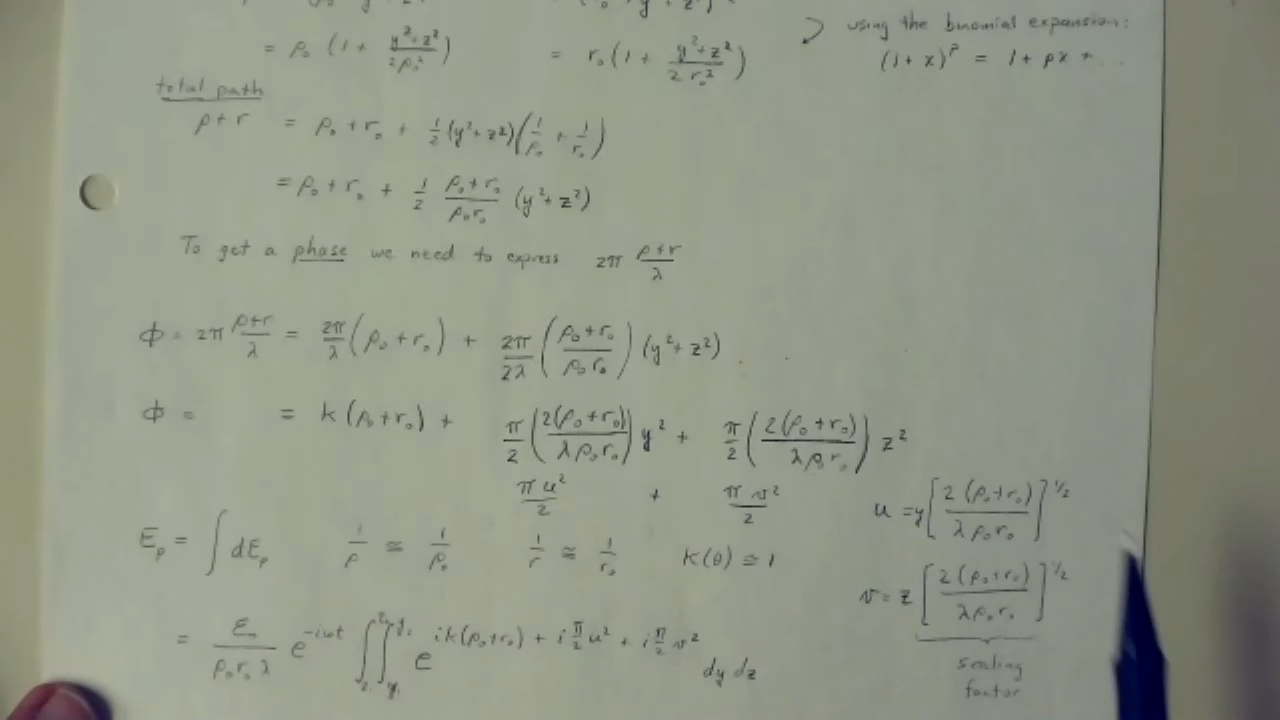 using the binomial expansion:
= ρ₀ (1 + (y²+z²)/(2ρ₀²)) = r₀ (1 + (y²+z²)/(2r₀²)) (1+x)^p = 1 + px + ...
total path
ρ+r = ρ₀ + r₀ + 1/2 (y²+z²)(1/ρ₀ + 1/r₀)
= ρ₀ + r₀ + 1/2 (ρ₀+r₀)/(ρ₀r₀) (y²+z²)
To get a phase we need to express 2π (ρ+r)/λ
ϕ = 2π (ρ+r)/λ = 2π/λ (ρ₀+r₀) + 2π/2λ ((ρ₀+r₀)/(ρ₀r₀)) (y²+z²)
ϕ = = k(ρ₀+r₀) + π/2 (2(ρ₀+r₀)/(λρ₀r₀)) y² + π/2 (2(ρ₀+r₀)/(λρ₀r₀)) z²
πu²/2 + πv²/2
u = y [2(ρ₀+r₀)/(λρ₀r₀)]^1/2
E_p = ∫ dE_p 1/ρ ≅ 1/ρ₀ 1/r ≅ 1/r₀ K(θ) ≅ 1
v = z [2(ρ₀+r₀)/(λρ₀r₀)]^1/2
= ε₀/(ρ₀r₀λ) e^(-iωt) ∫_z₁^z₂ ∫_y₁^y₂ e^(ik(ρ₀+r₀) + i π/2 u² + i π/2 v²) dy dz
scaling
factor